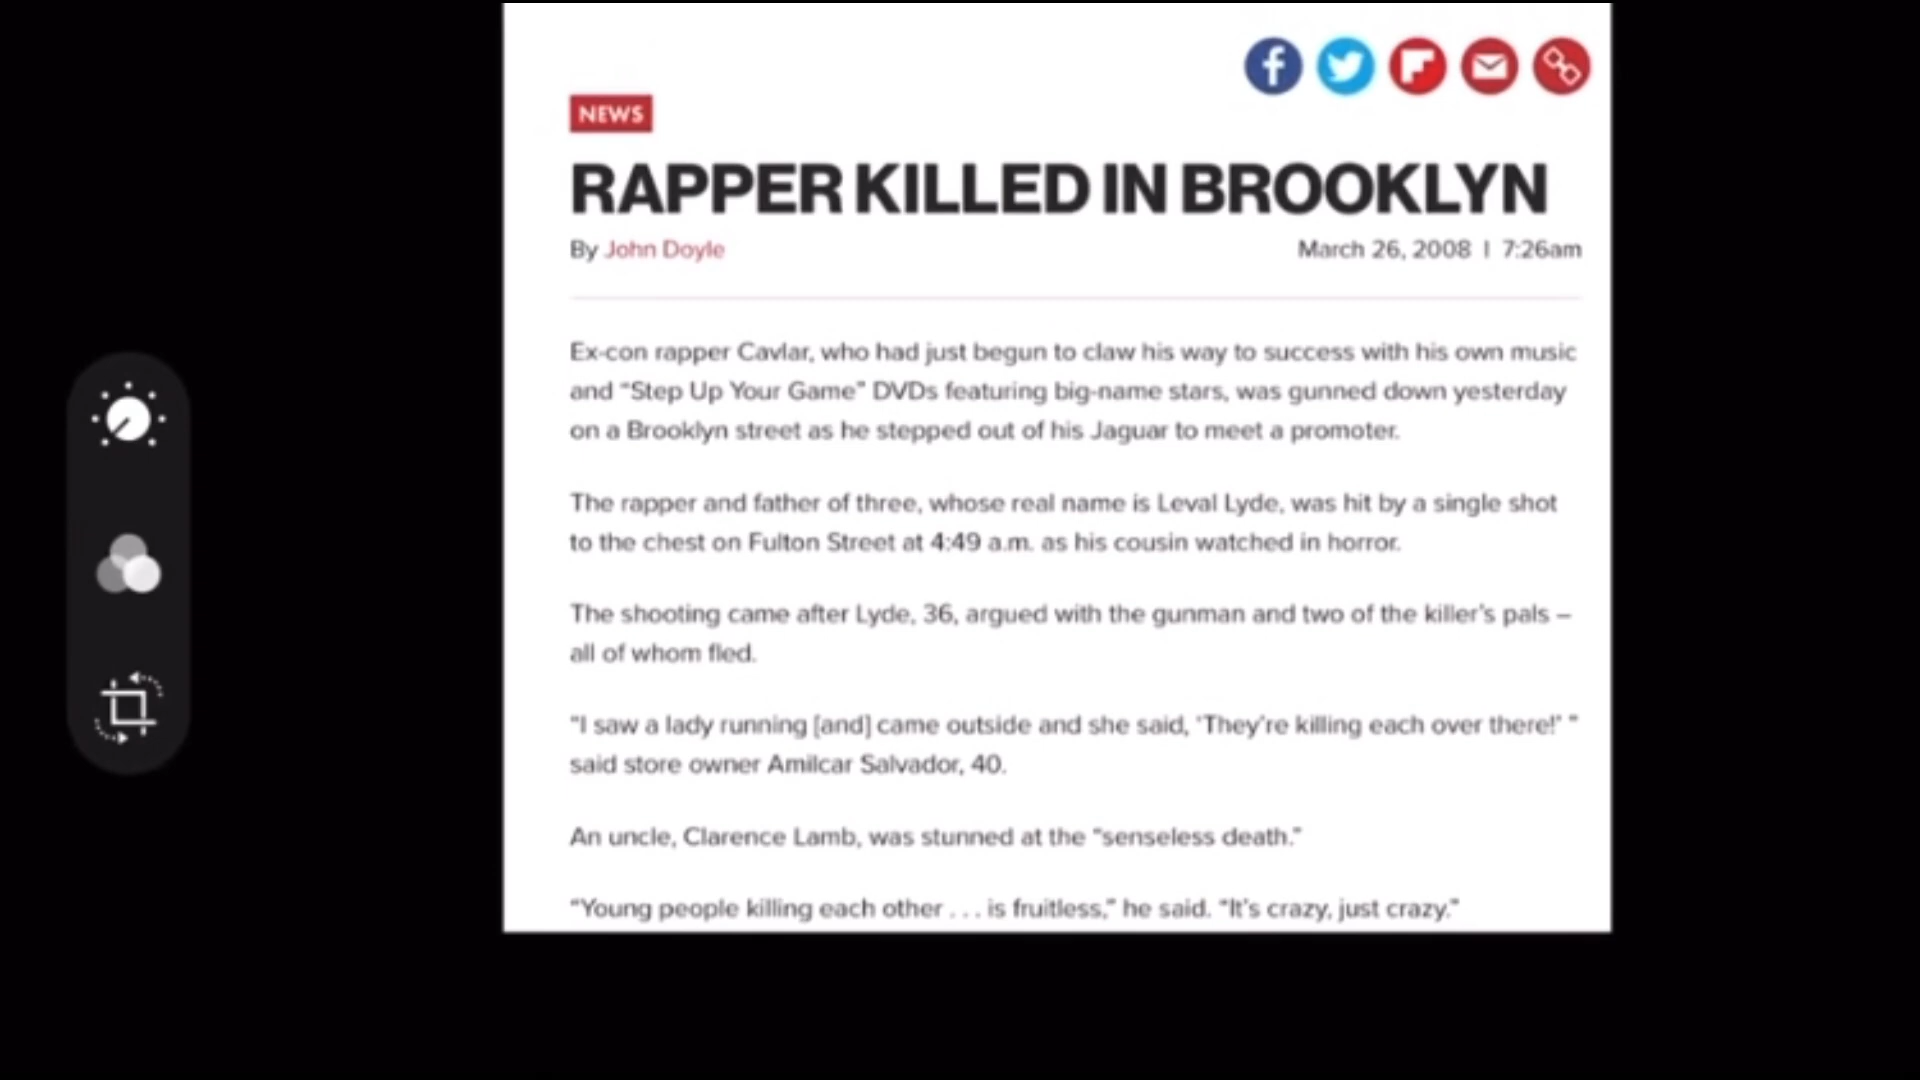 NEWS
RAPPER KILLED IN BROOKLYN
By John Doyle
March 26, 2008 | 7:26am
Ex-con rapper Cavlar, who had just begun to claw his way to success with his own music
and “Step Up Your Game” DVDs featuring big-name stars, was gunned down yesterday
on a Brooklyn street as he stepped out of his Jaguar to meet a promoter.
The rapper and father of three, whose real name is Leval Lyde, was hit by a single shot
to the chest on Fulton Street at 4:49 a.m. as his cousin watched in horror.
The shooting came after Lyde, 36, argued with the gunman and two of the killer’s pals –
all of whom fled.
“I saw a lady running [and] came outside and she said, ‘They’re killing each over there!’ ”
said store owner Amilcar Salvador, 40.
An uncle, Clarence Lamb, was stunned at the “senseless death.”
“Young people killing each other . . . is fruitless,” he said. “It’s crazy, just crazy.”